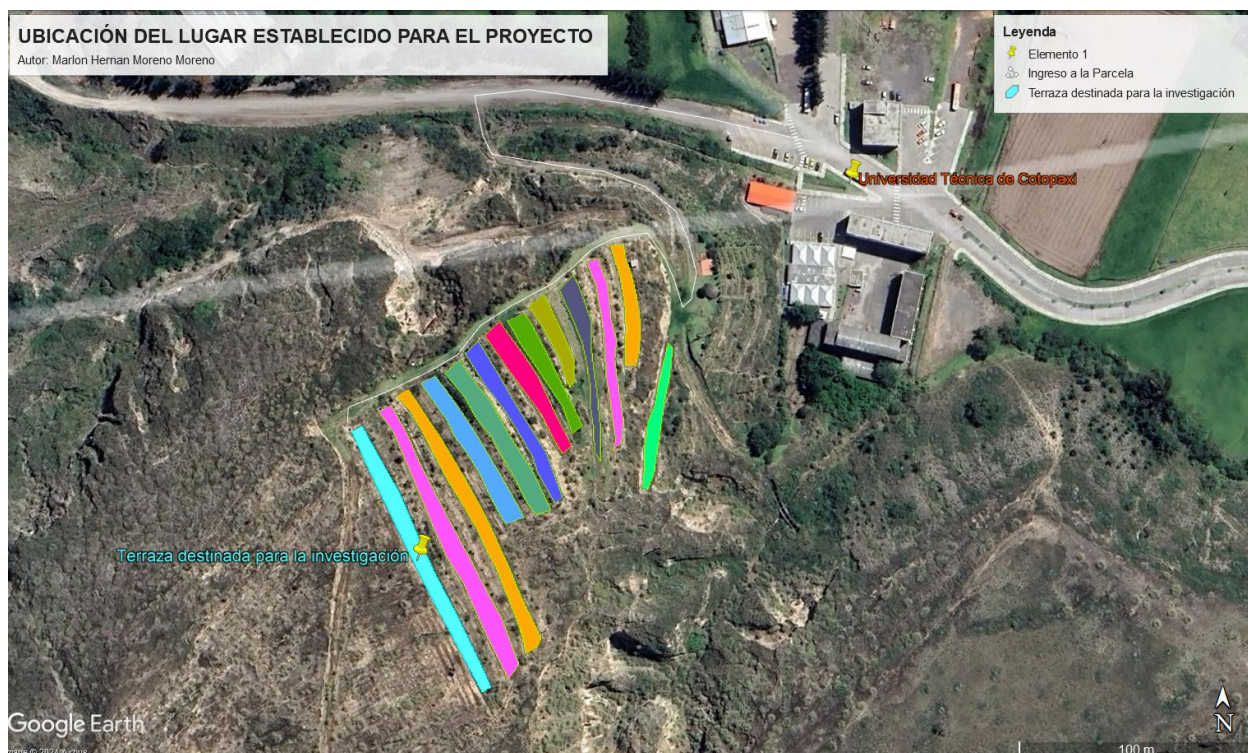 UBICACIÓN DEL LUGAR ESTABLECIDO PARA EL PROYECTO
Autor: Marlon Hernan Moreno Moreno
Leyenda
Elemento 1
Ingreso a la Parcela
Terraza destinada para la investigación
Universidad Técnica de Cotopaxi
Terraza destinada para la investigación
Google Earth
N
100 m